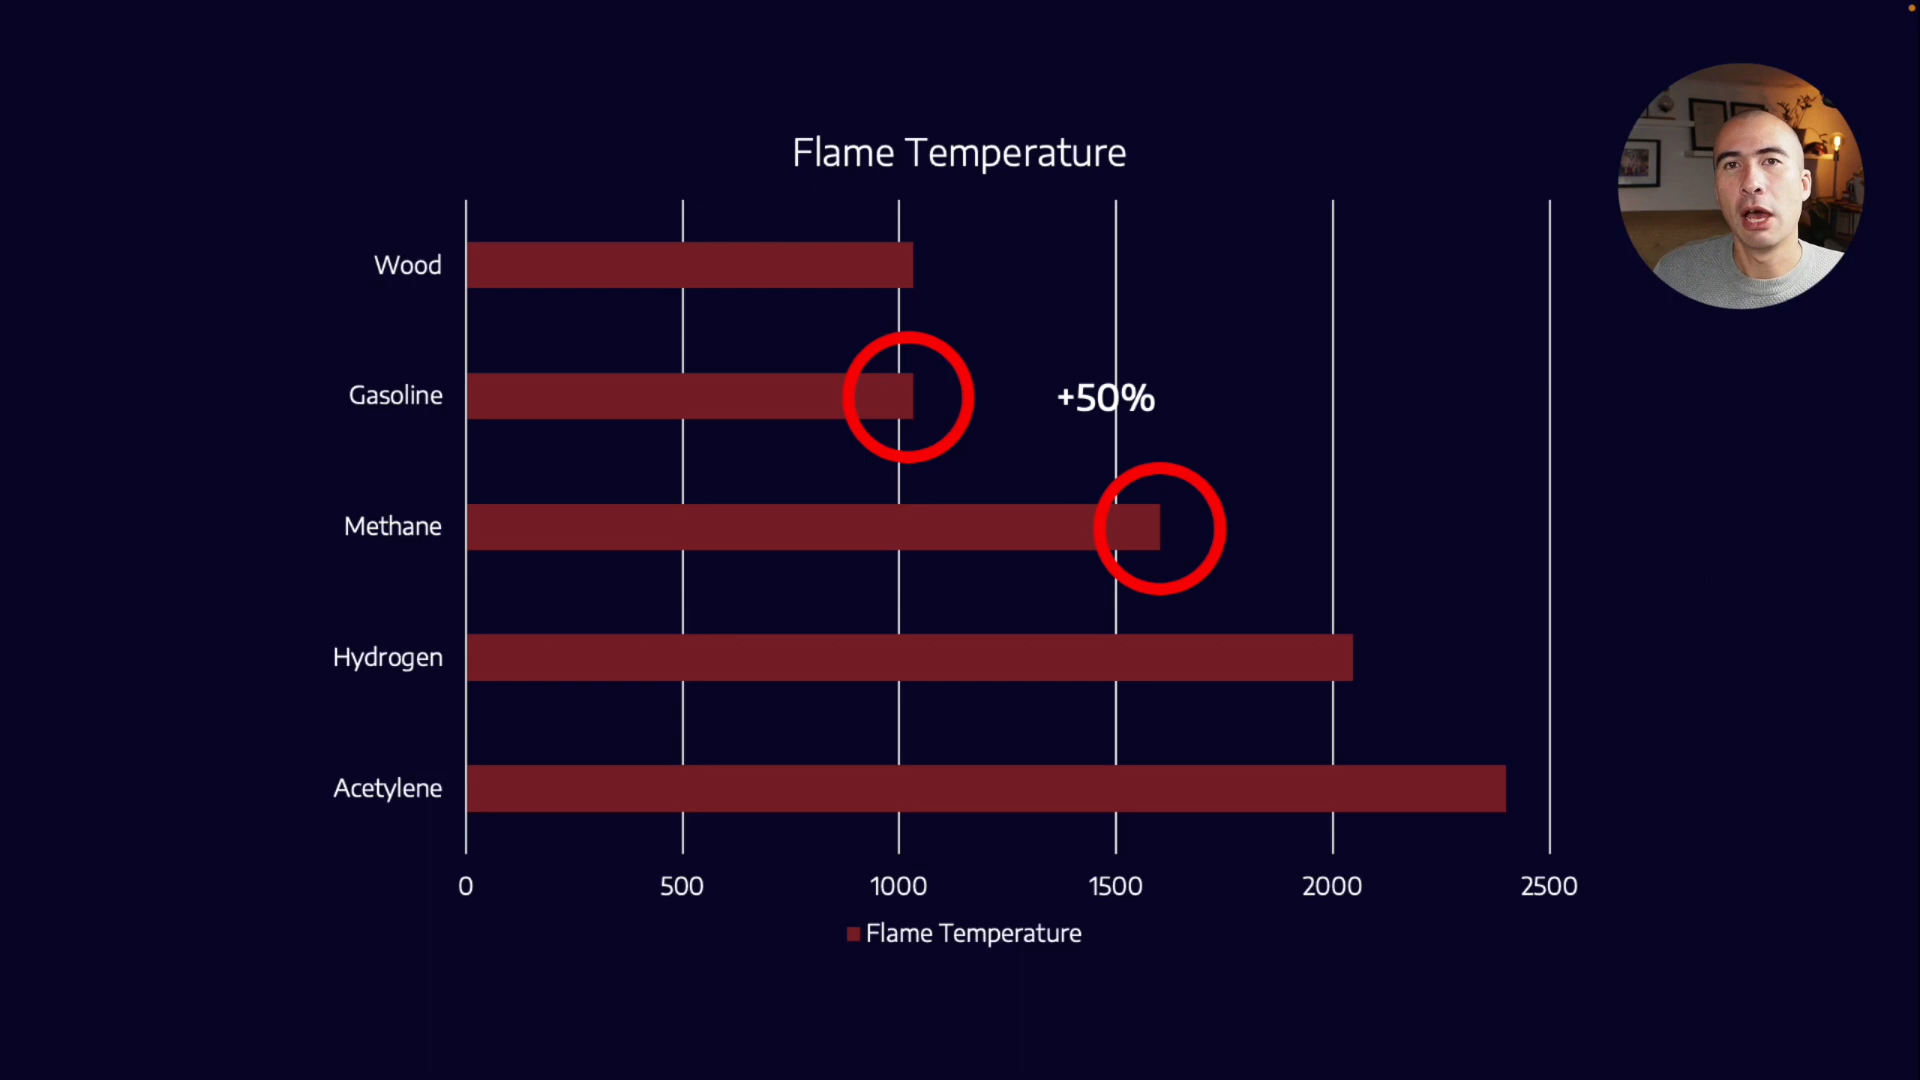 Flame Temperature
Wood
Gasoline
+50%
Methane
Hydrogen
Acetylene
0 500 1000 1500 2000 2500
Flame Temperature